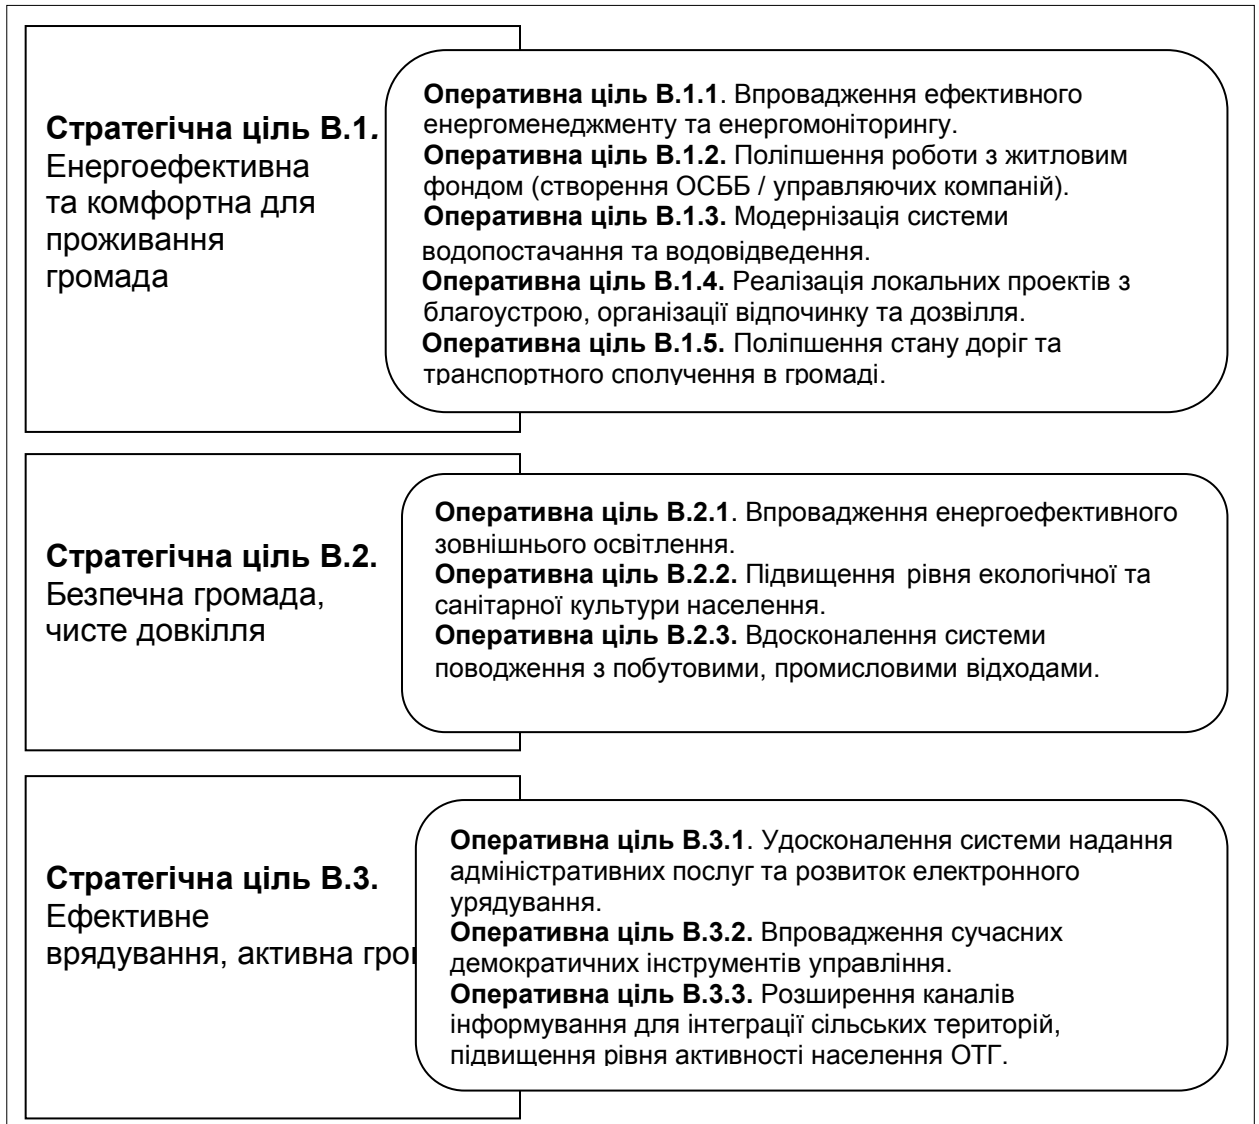 Стратегічна ціль В.1.
Енергоефективна
та комфортна для
проживання
громада
Оперативна ціль В.1.1. Впровадження ефективного
енергоменеджменту та енергомоніторингу.
Оперативна ціль В.1.2. Поліпшення роботи з житловим
фондом (створення ОСББ / управляючих компаній).
Оперативна ціль В.1.3. Модернізація системи
водопостачання та водовідведення.
Оперативна ціль В.1.4. Реалізація локальних проектів з
благоустрою, організації відпочинку та дозвілля.
Оперативна ціль В.1.5. Поліпшення стану доріг та
транспортного сполучення в громаді.
Стратегічна ціль В.2.
Безпечна громада,
чисте довкілля
Оперативна ціль В.2.1. Впровадження енергоефективного
зовнішнього освітлення.
Оперативна ціль В.2.2. Підвищення рівня екологічної та
санітарної культури населення.
Оперативна ціль В.2.3. Вдосконалення системи
поводження з побутовими, промисловими відходами.
Стратегічна ціль В.3.
Ефективне
врядування, активна
Оперативна ціль В.3.1. Удосконалення системи надання
адміністративних послуг та розвиток електронного
урядування.
Оперативна ціль В.3.2. Впровадження сучасних
демократичних інструментів управління.
Оперативна ціль В.3.3. Розширення каналів
інформування для інтеграції сільських територій,
підвищення рівня активності населення ОТГ.